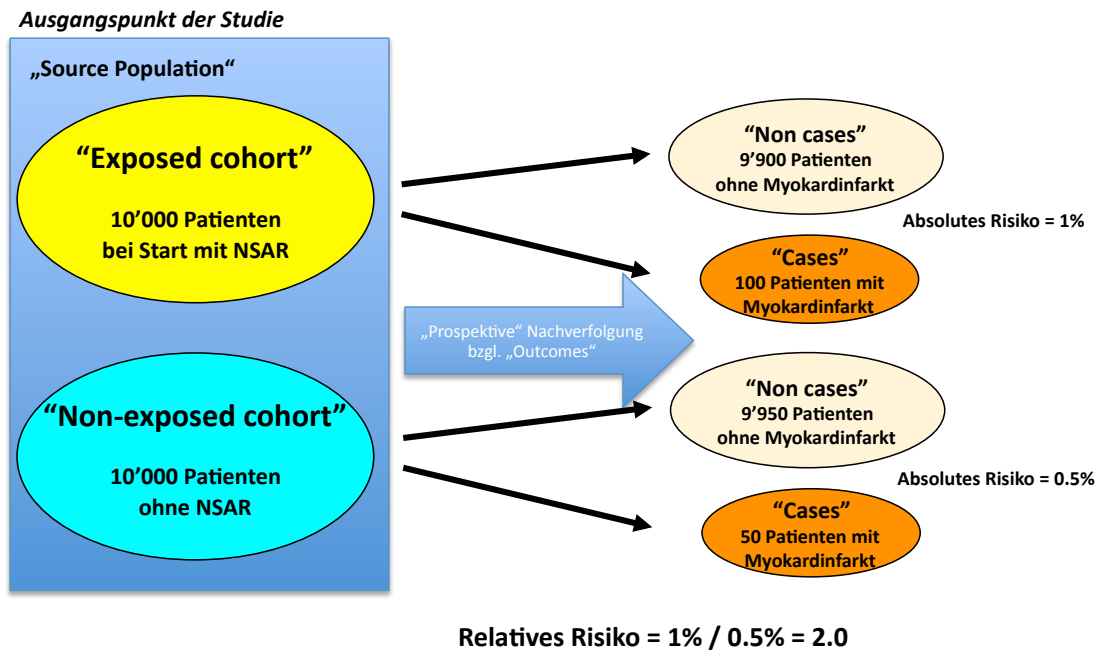 Ausgangspunkt der Studie
„Source Population“
“Exposed cohort”
10’000 Patienten
bei Start mit NSAR
“Non cases”
9’900 Patienten
ohne Myokardinfarkt
Absolutes Risiko = 1%
“Cases”
100 Patienten mit
Myokardinfarkt
„Prospektive“ Nachverfolgung
bzgl. „Outcomes“
“Non-exposed cohort”
10’000 Patienten
ohne NSAR
“Non cases”
9’950 Patienten
ohne Myokardinfarkt
Absolutes Risiko = 0.5%
“Cases”
50 Patienten mit
Myokardinfarkt
Relatives Risiko = 1% / 0.5% = 2.0